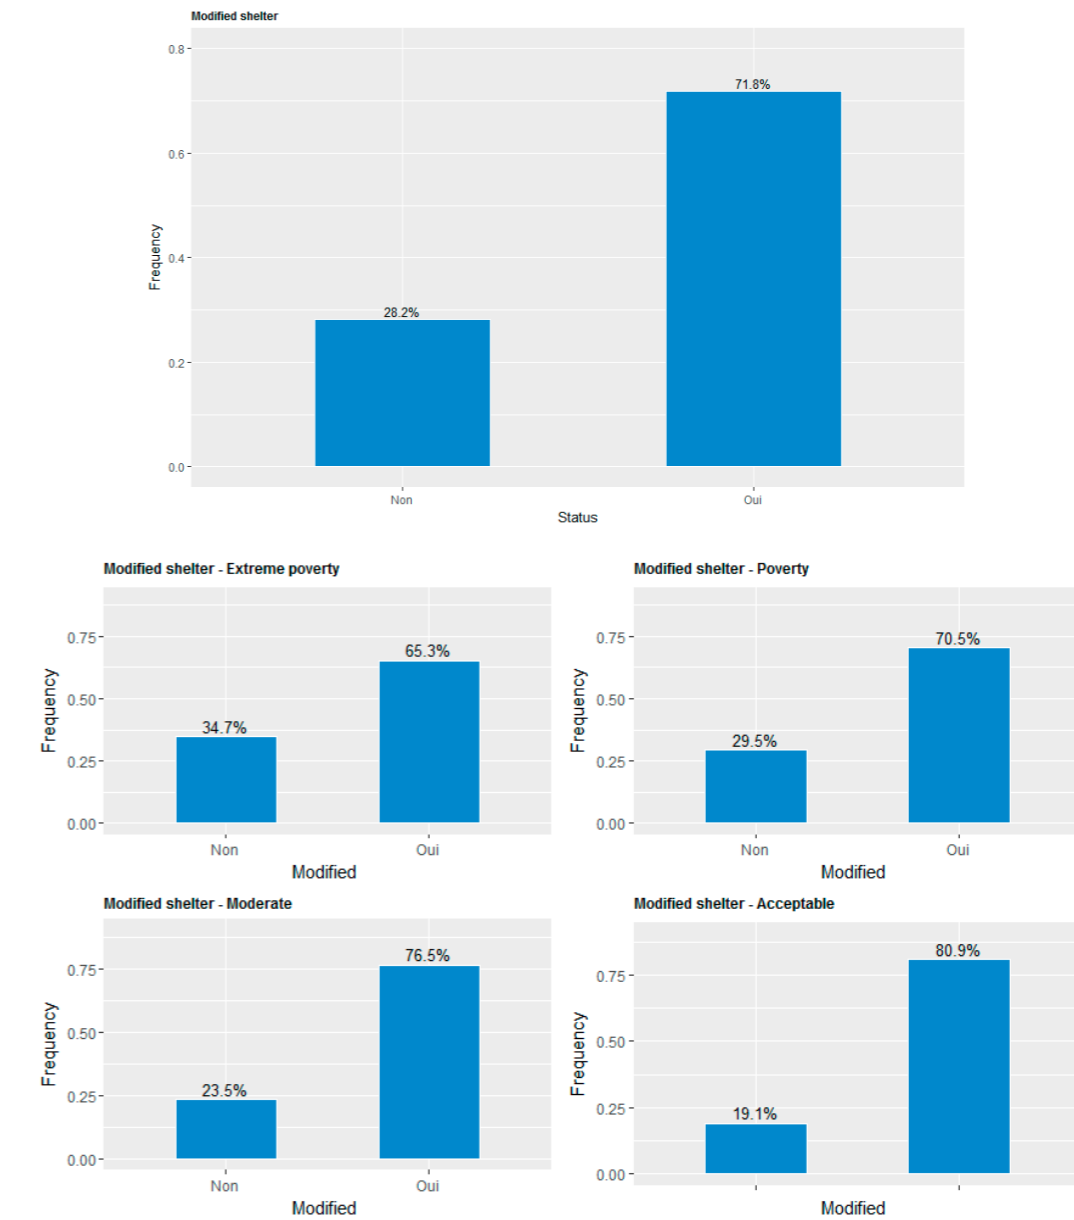 Modified shelter
0.8
71.8%
0.6
Frequency
0.4
28.2%
0.2
0.0
Non Oui
Status
Modified shelter - Extreme poverty
0.75
65.3%
Frequency
0.50
34.7%
0.25
0.00
Non Oui
Modified
Modified shelter - Poverty
0.75
70.5%
Frequency
0.50
29.5%
0.25
0.00
Non Oui
Modified
Modified shelter - Moderate
76.5%
0.75
Frequency
0.50
23.5%
0.25
0.00
Non Oui
Modified
Modified shelter - Acceptable
80.9%
0.75
Frequency
0.50
19.1%
0.25
0.00
Modified